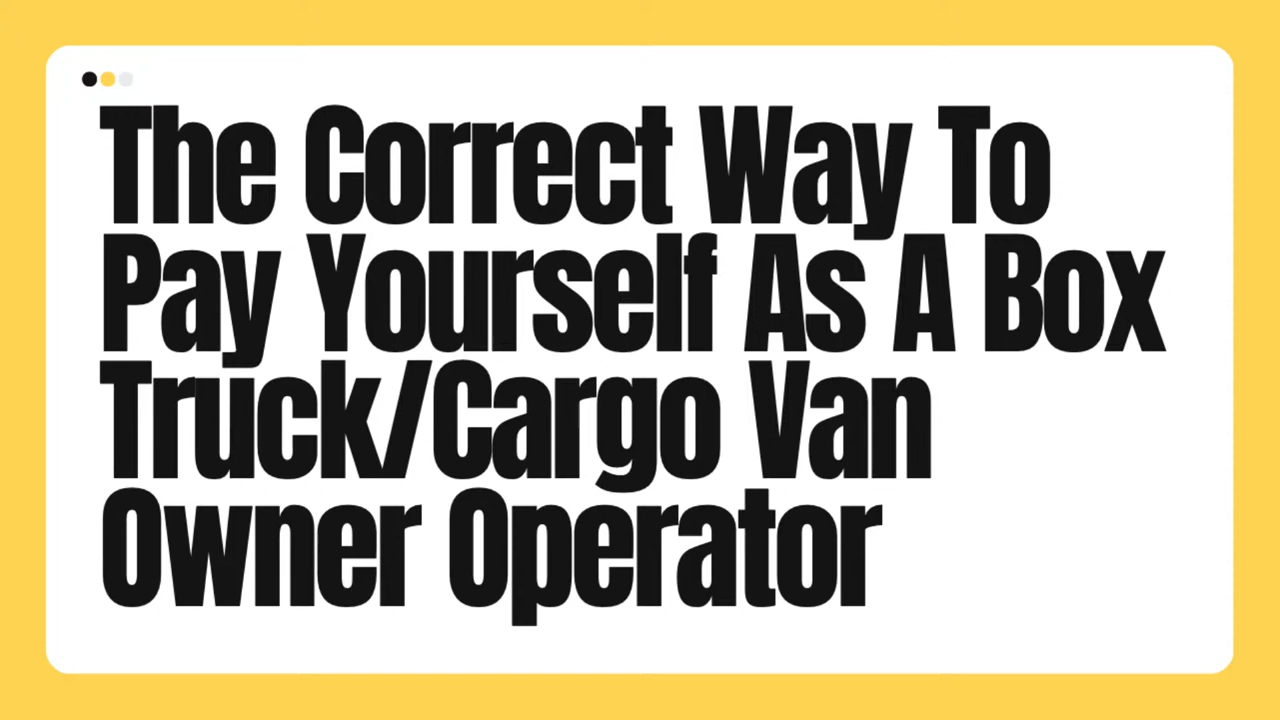 The Correct Way To
Pay Yourself As A Box
Truck/Cargo Van
Owner Operator